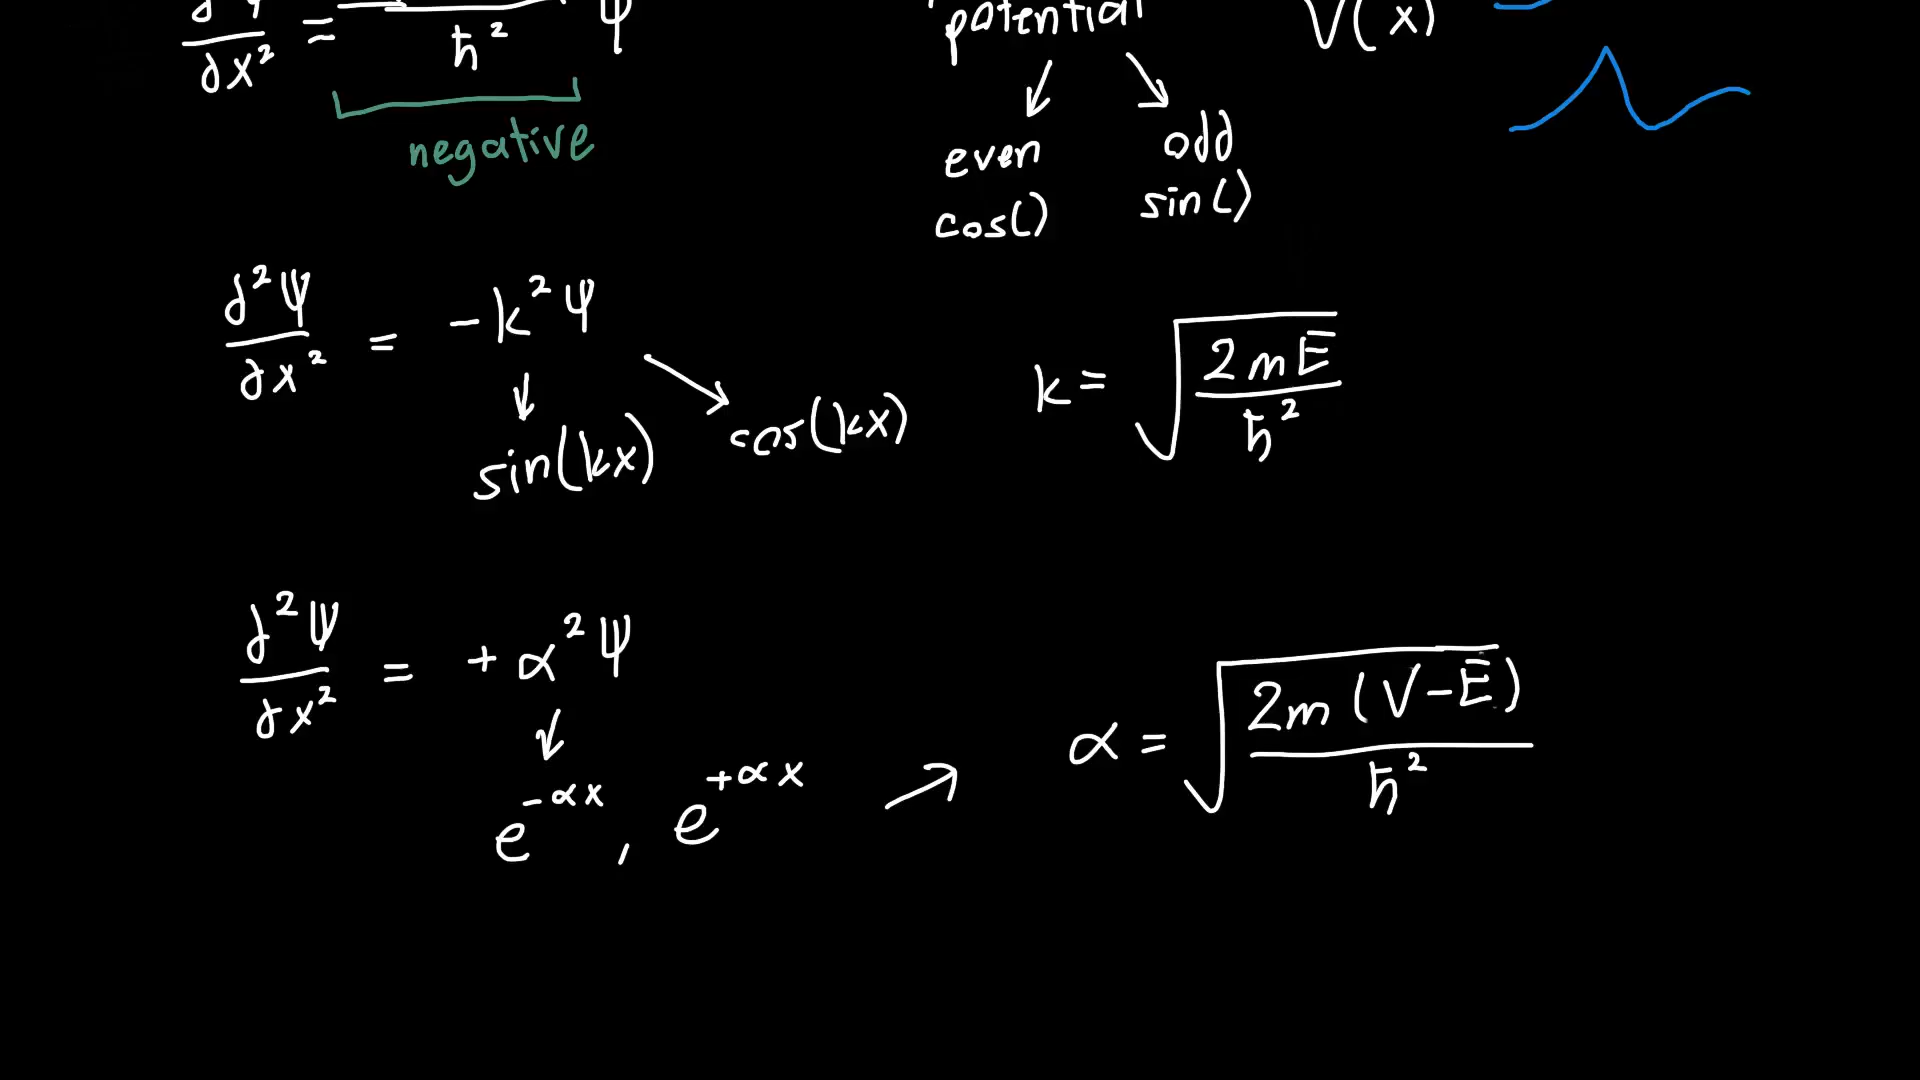 ∂ψ/∂x² = /ħ² ψ
negative
potential
V(x)
even odd
cos() sin()
∂²ψ/∂x² = -k²ψ
sin(kx) cos(kx)
k = √(2mE/ħ²)
∂²ψ/∂x² = +α²ψ
e^-αx, e^+αx
α = √(2m(V-E)/ħ²)